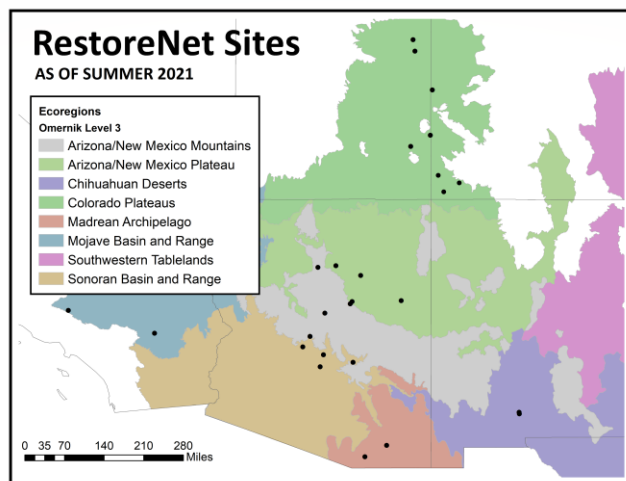 RestoreNet Sites
AS OF SUMMER 2021
Ecoregions
Omernik Level 3
Arizona/New Mexico Mountains
Arizona/New Mexico Plateau
Chihuahuan Deserts
Colorado Plateaus
Madrean Archipelago
Mojave Basin and Range
Southwestern Tablelands
Sonoran Basin and Range
0 35 70 140 210 280
Miles